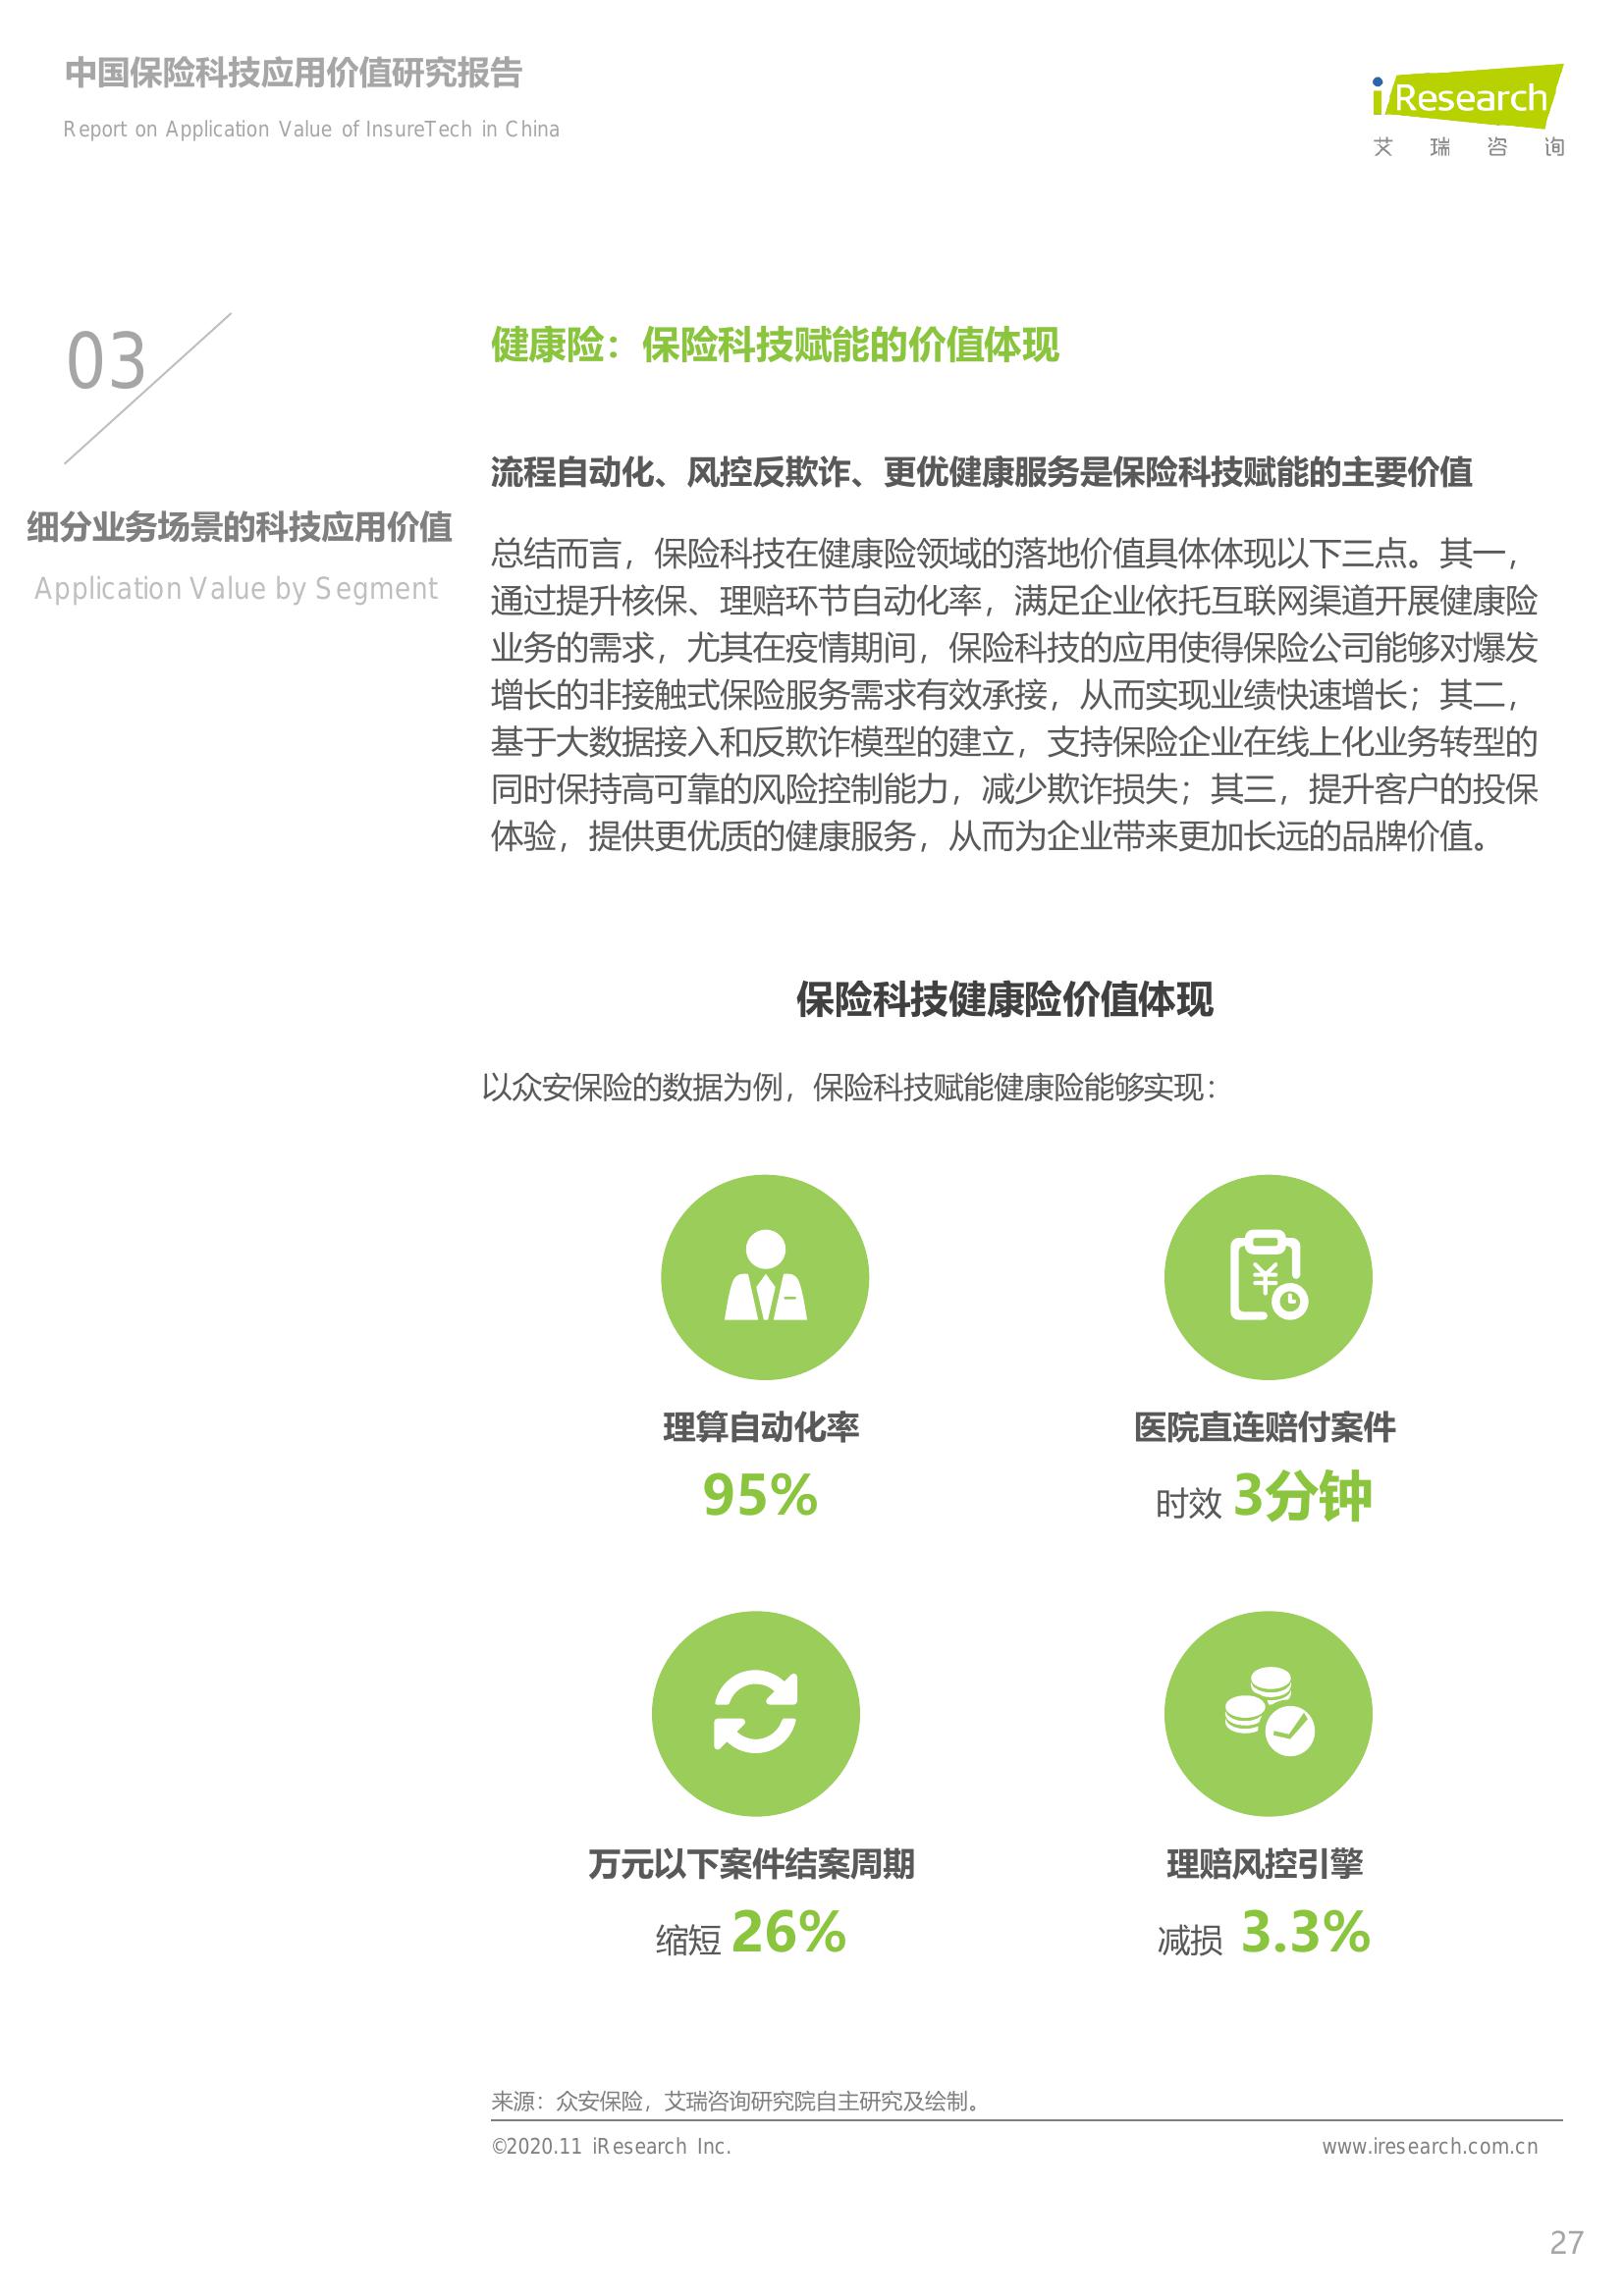 中国保险科技应用价值研究报告
Report on Application Value of InsureTech in China
iResearch
艾瑞咨询
03
细分业务场景的科技应用价值
Application Value by Segment
健康险：保险科技赋能的价值体现
流程自动化、风控反欺诈、更优健康服务是保险科技赋能的主要价值
总结而言，保险科技在健康险领域的落地价值具体体现以下三点。其一，
通过提升核保、理赔环节自动化率，满足企业依托互联网渠道开展健康险
业务的需求，尤其在疫情期间，保险科技的应用使得保险公司能够对爆发
增长的非接触式保险服务需求有效承接，从而实现业绩快速增长；其二，
基于大数据接入和反欺诈模型的建立，支持保险企业在线上化业务转型的
同时保持高可靠的风险控制能力，减少欺诈损失；其三，提升客户的投保
体验，提供更优质的健康服务，从而为企业带来更加长远的品牌价值。
保险科技健康险价值体现
以众安保险的数据为例，保险科技赋能健康险能够实现：
¥
理算自动化率
95%
医院直连赔付案件
时效 3分钟
万元以下案件结案周期
缩短 26%
理赔风控引擎
减损 3.3%
来源：众安保险，艾瑞咨询研究院自主研究及绘制。
©2020.11 iResearch Inc.
www.iresearch.com.cn
27